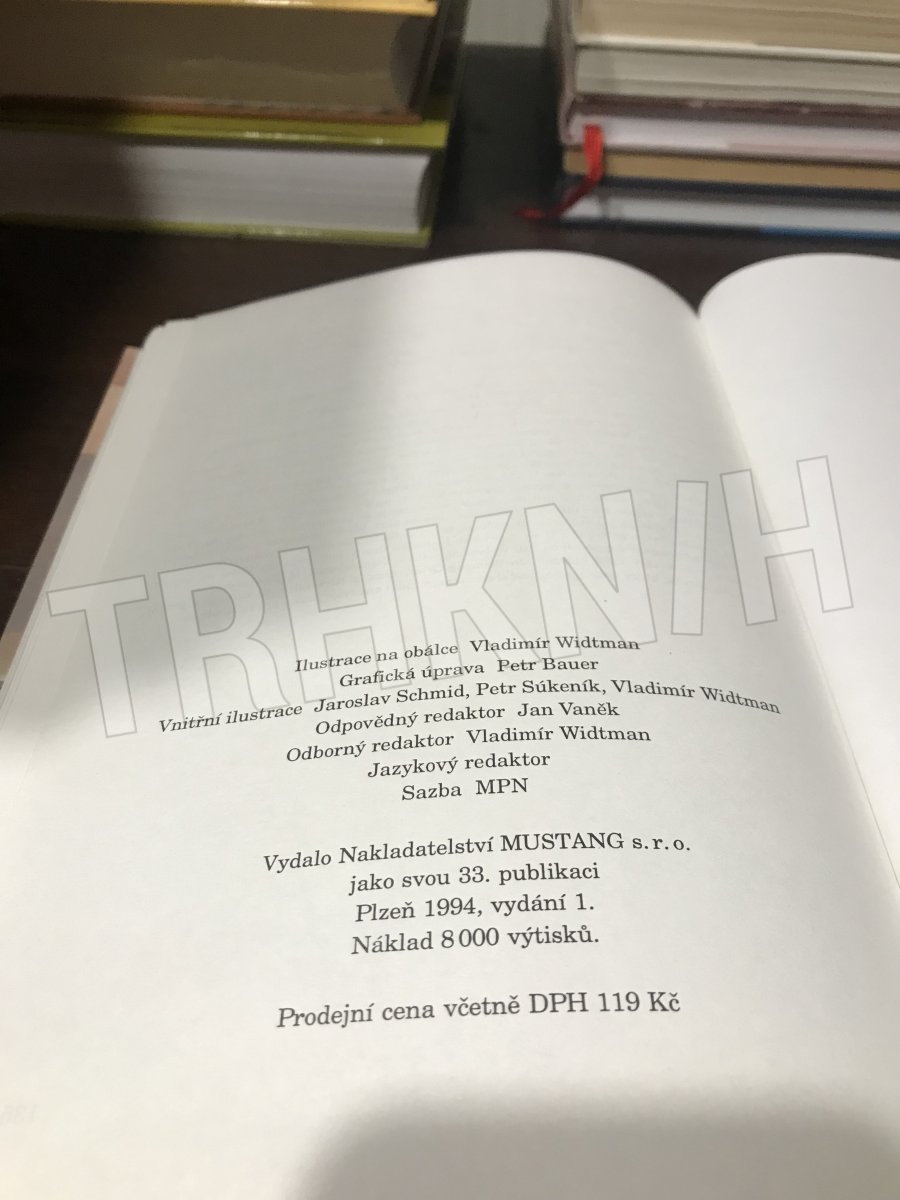 TRHKNIH
Ilustrace na obálce Vladimír Widtman
Grafická úprava Petr Bauer
Vnitřní ilustrace Jaroslav Schmid, Petr Súkeník, Vladimír Widtman
Odpovědný redaktor Jan Vaněk
Odborný redaktor Vladimír Widtman
Jazykový redaktor
Sazba MPN
Vydalo Nakladatelství MUSTANG s.r.o.
jako svou 33. publikaci
Plzeň 1994, vydání 1.
Náklad 8 000 výtisků.
Prodejní cena včetně DPH 119 Kč